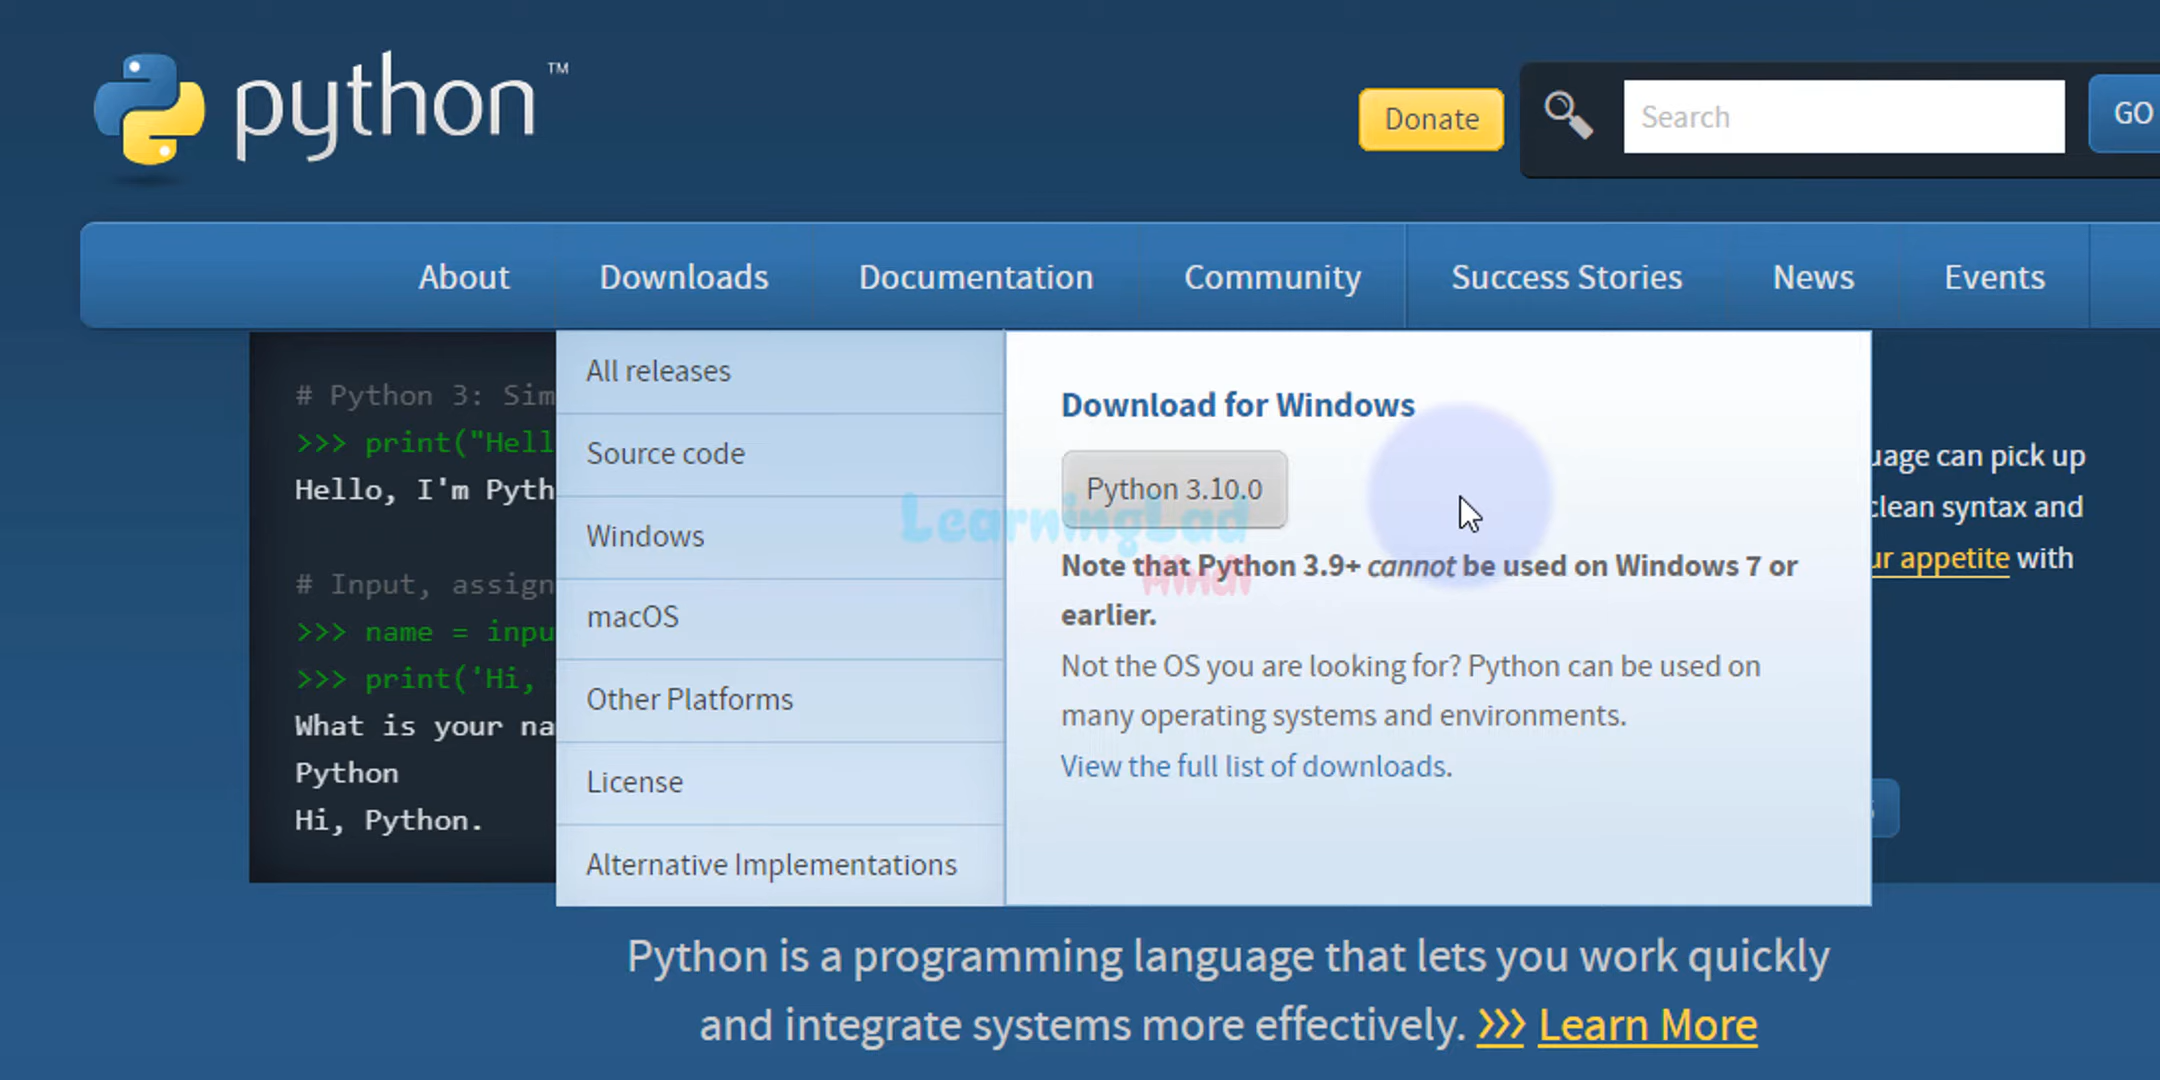 python™
Donate
Search
GO
About
Downloads
Documentation
Community
Success Stories
News
Events
# Python 3: Sim
>>> print("Hell
Hello, I'm Pyth
# Input, assign
>>> name = inpu
>>> print('Hi,
What is your na
Python
Hi, Python.
All releases
Source code
Windows
macOS
Other Platforms
License
Alternative Implementations
Download for Windows
Python 3.10.0
LearningLad
Hindi
Note that Python 3.9+ cannot be used on Windows 7 or
earlier.
Not the OS you are looking for? Python can be used on
many operating systems and environments.
View the full list of downloads.
uage can pick up
clean syntax and
ur appetite with
Python is a programming language that lets you work quickly
and integrate systems more effectively. >>> Learn More